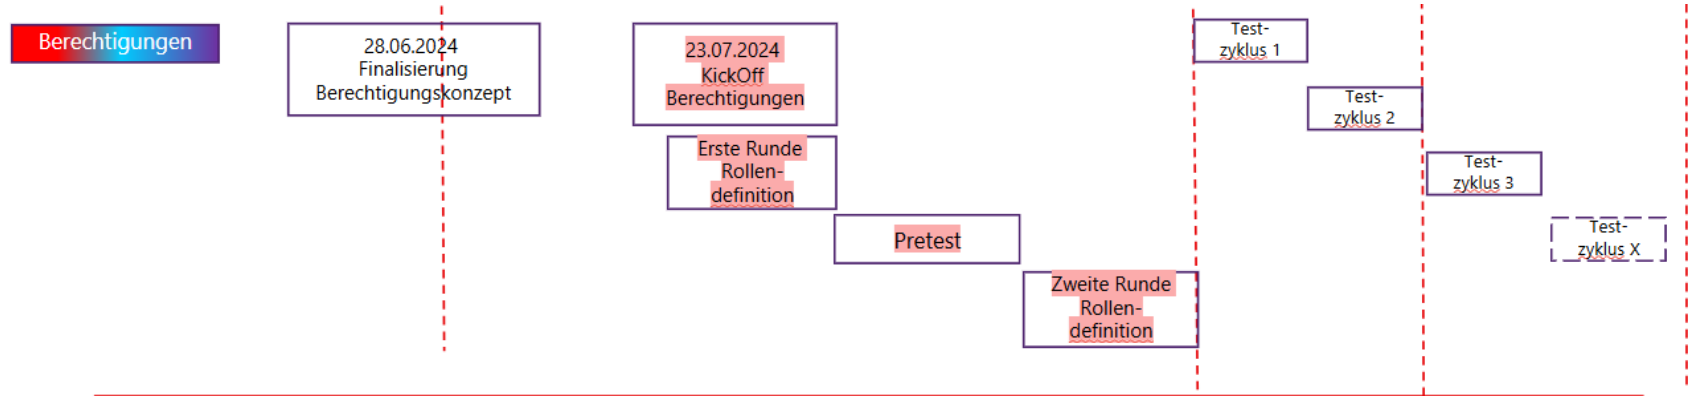 Berechtigungen
28.06.2024
Finalisierung
Berechtigungskonzept
23.07.2024
KickOff
Berechtigungen
Erste Runde
Rollen-
definition
Pretest
Zweite Runde
Rollen-
definition
Test-
zyklus 1
Test-
zyklus 2
Test-
zyklus 3
Test-
zyklus X